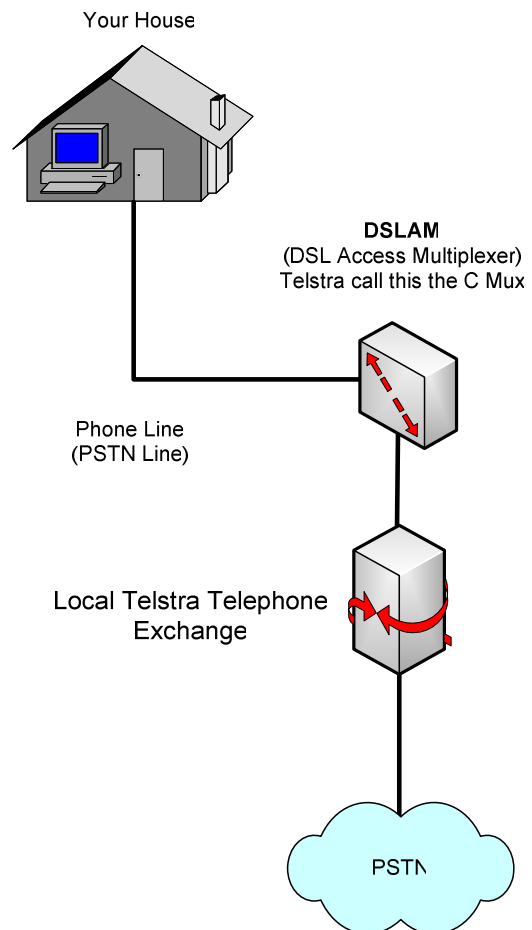 Your House
DSLAM
(DSL Access Multiplexer)
Telstra call this the C Mux
Phone Line
(PSTN Line)
Local Telstra Telephone
Exchange
PSTN